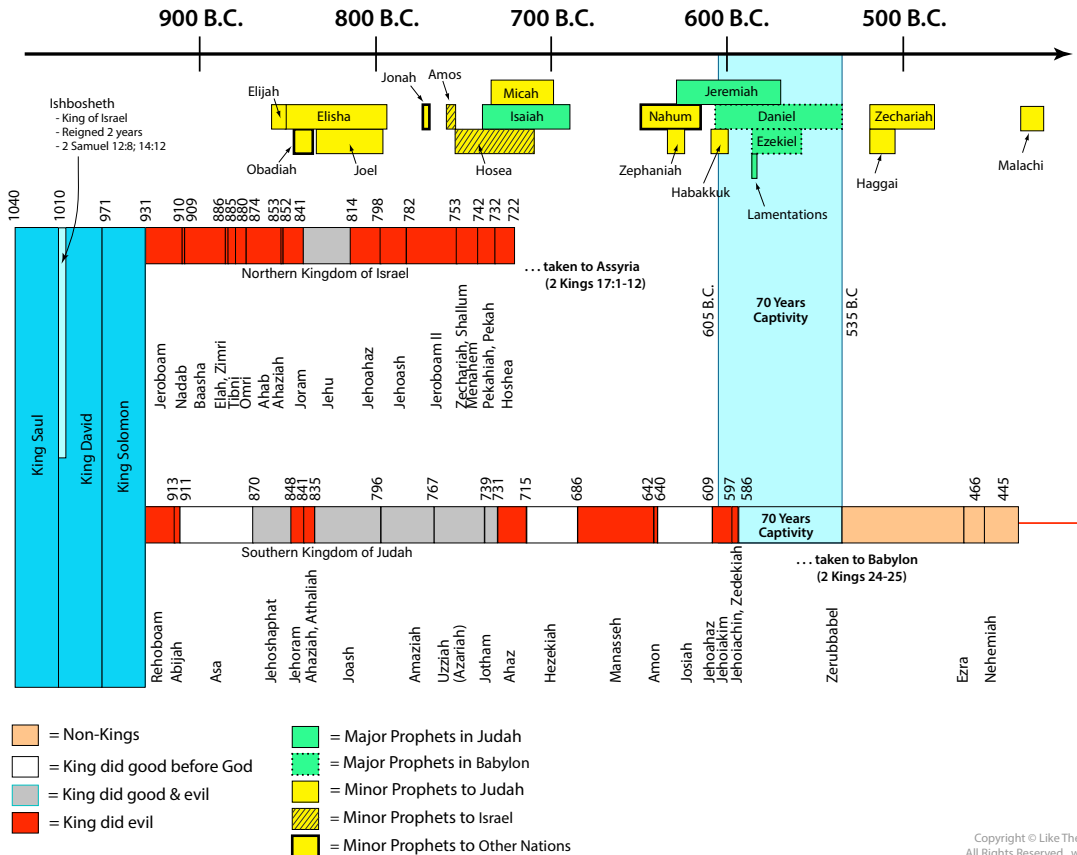 900 B.C.
800 B.C.
700 B.C.
600 B.C.
500 B.C.
Ishbosheth
- King of Israel
- Reigned 2 years
- 2 Samuel 12:8; 14:12
Elijah
Elisha
Obadiah
Joel
Jonah
Amos
Micah
Isaiah
Hosea
Jeremiah
Nahum
Daniel
Ezekiel
Zephaniah
Habakkuk
Lamentations
Zechariah
Haggai
Malachi
1040
1010
971
931
910
909
886
885
880
874
853
852
841
814
798
782
753
742
732
722
Northern Kingdom of Israel
. . . taken to Assyria
(2 Kings 17:1-12)
605 B.C.
70 Years
Captivity
535 B.C
Jeroboam
Nadab
Baasha
Elah, Zimri
Tibni
Omri
Ahab
Ahaziah
Joram
Jehu
Jehoahaz
Jehoash
Jeroboam II
Zechariah, Shallum
Menahem
Pekahiah, Pekah
Hoshea
King Saul
King David
King Solomon
913
911
870
848
841
835
796
767
739
731
715
686
642
640
609
597
586
466
445
70 Years
Captivity
Southern Kingdom of Judah
. . . taken to Babylon
(2 Kings 24-25)
Rehoboam
Abijah
Asa
Jehoshaphat
Jehoram
Ahaziah, Athaliah
Joash
Amaziah
Uzziah
(Azariah)
Jotham
Ahaz
Hezekiah
Manasseh
Amon
Josiah
Jehoahaz
Jehoiakim
Jehoiachin, Zedekiah
Zerubbabel
Ezra
Nehemiah
= Non-Kings
= King did good before God
= King did good & evil
= King did evil
= Major Prophets in Judah
= Major Prophets in Babylon
= Minor Prophets to Judah
= Minor Prophets to Israel
= Minor Prophets to Other Nations
Copyright © Like The
All Rights Reserved